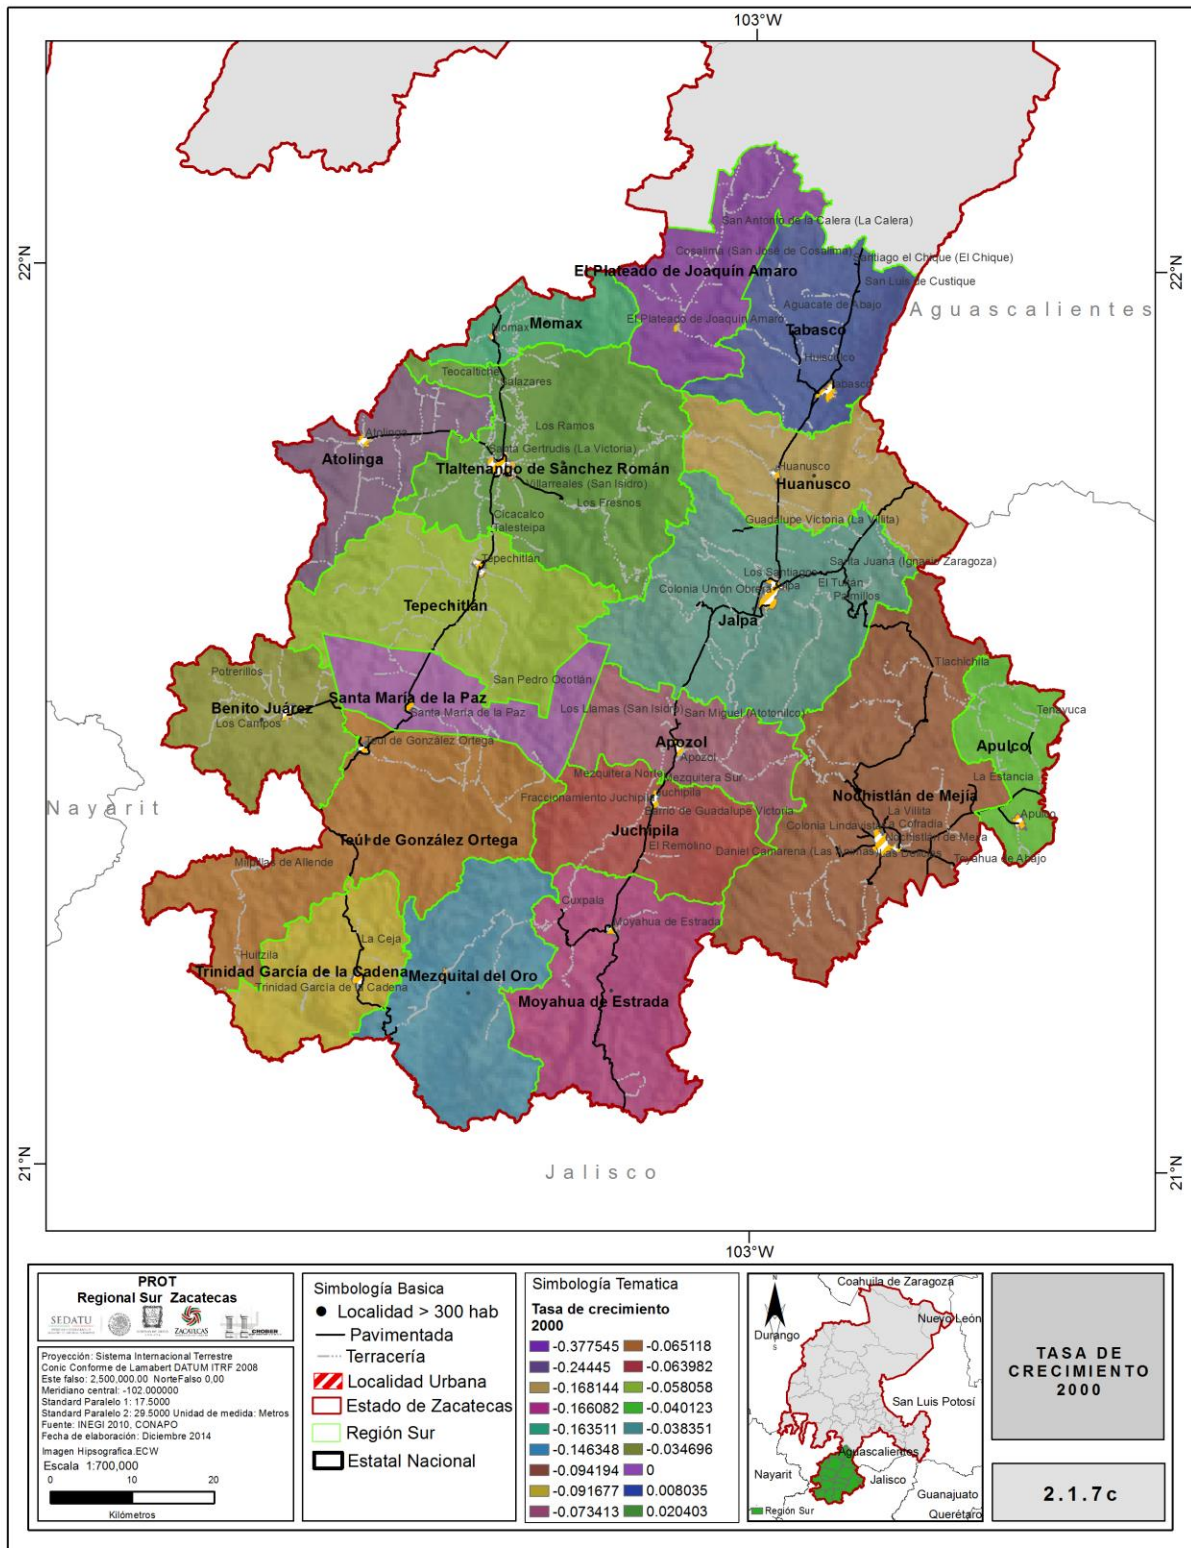 103°W
22°N
22°N
Aguascalientes
San Antonio de la Calera (La Calera)
Cosalima (San José de Cosalima)
Santiago el Chique (El Chique)
El Plateado de Joaquín Amaro
San Luis de Custique
Aguacate de Abajo
El Plateado de Joaquín Amaro
Momax
Momax
Tabasco
Huiscolco
Tabasco
Teocaltiche
Salazares
Atolinga
Los Ramos
Santa Gertrudis (La Victoria)
Atolinga
Tlaltenango de Sánchez Román
Villarreales (San Isidro)
Huanusco
Huanusco
Los Fresnos
Cicacalco
Talesteipa
Guadalupe Victoria (La Villita)
Tepechitlán
Santa Juana (Ignacio Zaragoza)
Los Santiagos
Colonia Unión Obrera
Jalpa
El Tuitán
Palmillos
Tepechitlán
Jalpa
Tlachichila
Potrerillos
San Pedro Ocotlán
Santa María de la Paz
Benito Juárez
Los Campos
Santa María de la Paz
Los Llamas (San Isidro)
San Miguel (Atotonilco)
Tenayuca
Teúl de González Ortega
Apozol
Apozol
Apulco
Mezquitera Norte
Mezquitera Sur
La Estancia
Nayarit
Fraccionamiento Juchipila
Juchipila
Nochistlán de Mejía
Barrio de Guadalupe Victoria
La Villita
Apulco
Juchipila
Colonia Lindavista
La Cofradía
Teúl de González Ortega
El Remolino
Nochistlán de Mejía
Daniel Camarena (Las Ánimas)
Las Delicias
Toyahua de Abajo
Milpillas de Allende
Cuxpala
Moyahua de Estrada
La Ceja
Huitzila
Trinidad García de la Cadena
Mezquital del Oro
Trinidad García de la Cadena
Moyahua de Estrada
21°N
21°N
Jalisco
103°W
PROT
Regional Sur Zacatecas
SEDATU
ZACATECAS
Proyección: Sistema Internacional Terrestre
Conic Conforme de Lamabert DATUM ITRF 2008
Este falso: 2,500,000.00 NorteFalso 0,00
Meridiano central: -102.000000
Standard Paralelo 1: 17.5000
Standard Paralelo 2: 29.5000 Unidad de medida: Metros
Fuente: INEGI 2010, CONAPO
Fecha de elaboración: Diciembre 2014
Imagen Hipsografica.ECW
Escala 1:700,000
0 10 20
Kilómetros
Simbología Basica
Localidad > 300 hab
Pavimentada
Terracería
Localidad Urbana
Estado de Zacatecas
Región Sur
Estatal Nacional
Simbología Tematica
Tasa de crecimiento
2000
-0.377545
-0.24445
-0.168144
-0.166082
-0.163511
-0.146348
-0.094194
-0.091677
-0.073413
-0.065118
-0.063982
-0.058058
-0.040123
-0.038351
-0.034696
0
0.008035
0.020403
Coahuila de Zaragoza
N
Nuevo León
Durango
San Luis Potosí
Aguascalientes
Nayarit
Jalisco
Guanajuato
Región Sur
Querétaro
TASA DE
CRECIMIENTO
2000
2.1.7c